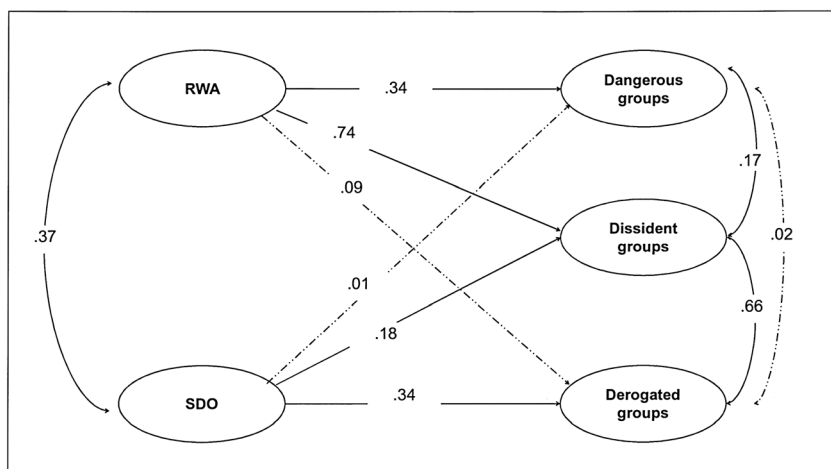 RWA
.34
Dangerous
groups
.74
.17
.09
.37
Dissident
groups
.02
.01
.66
.18
SDO
.34
Derogated
groups